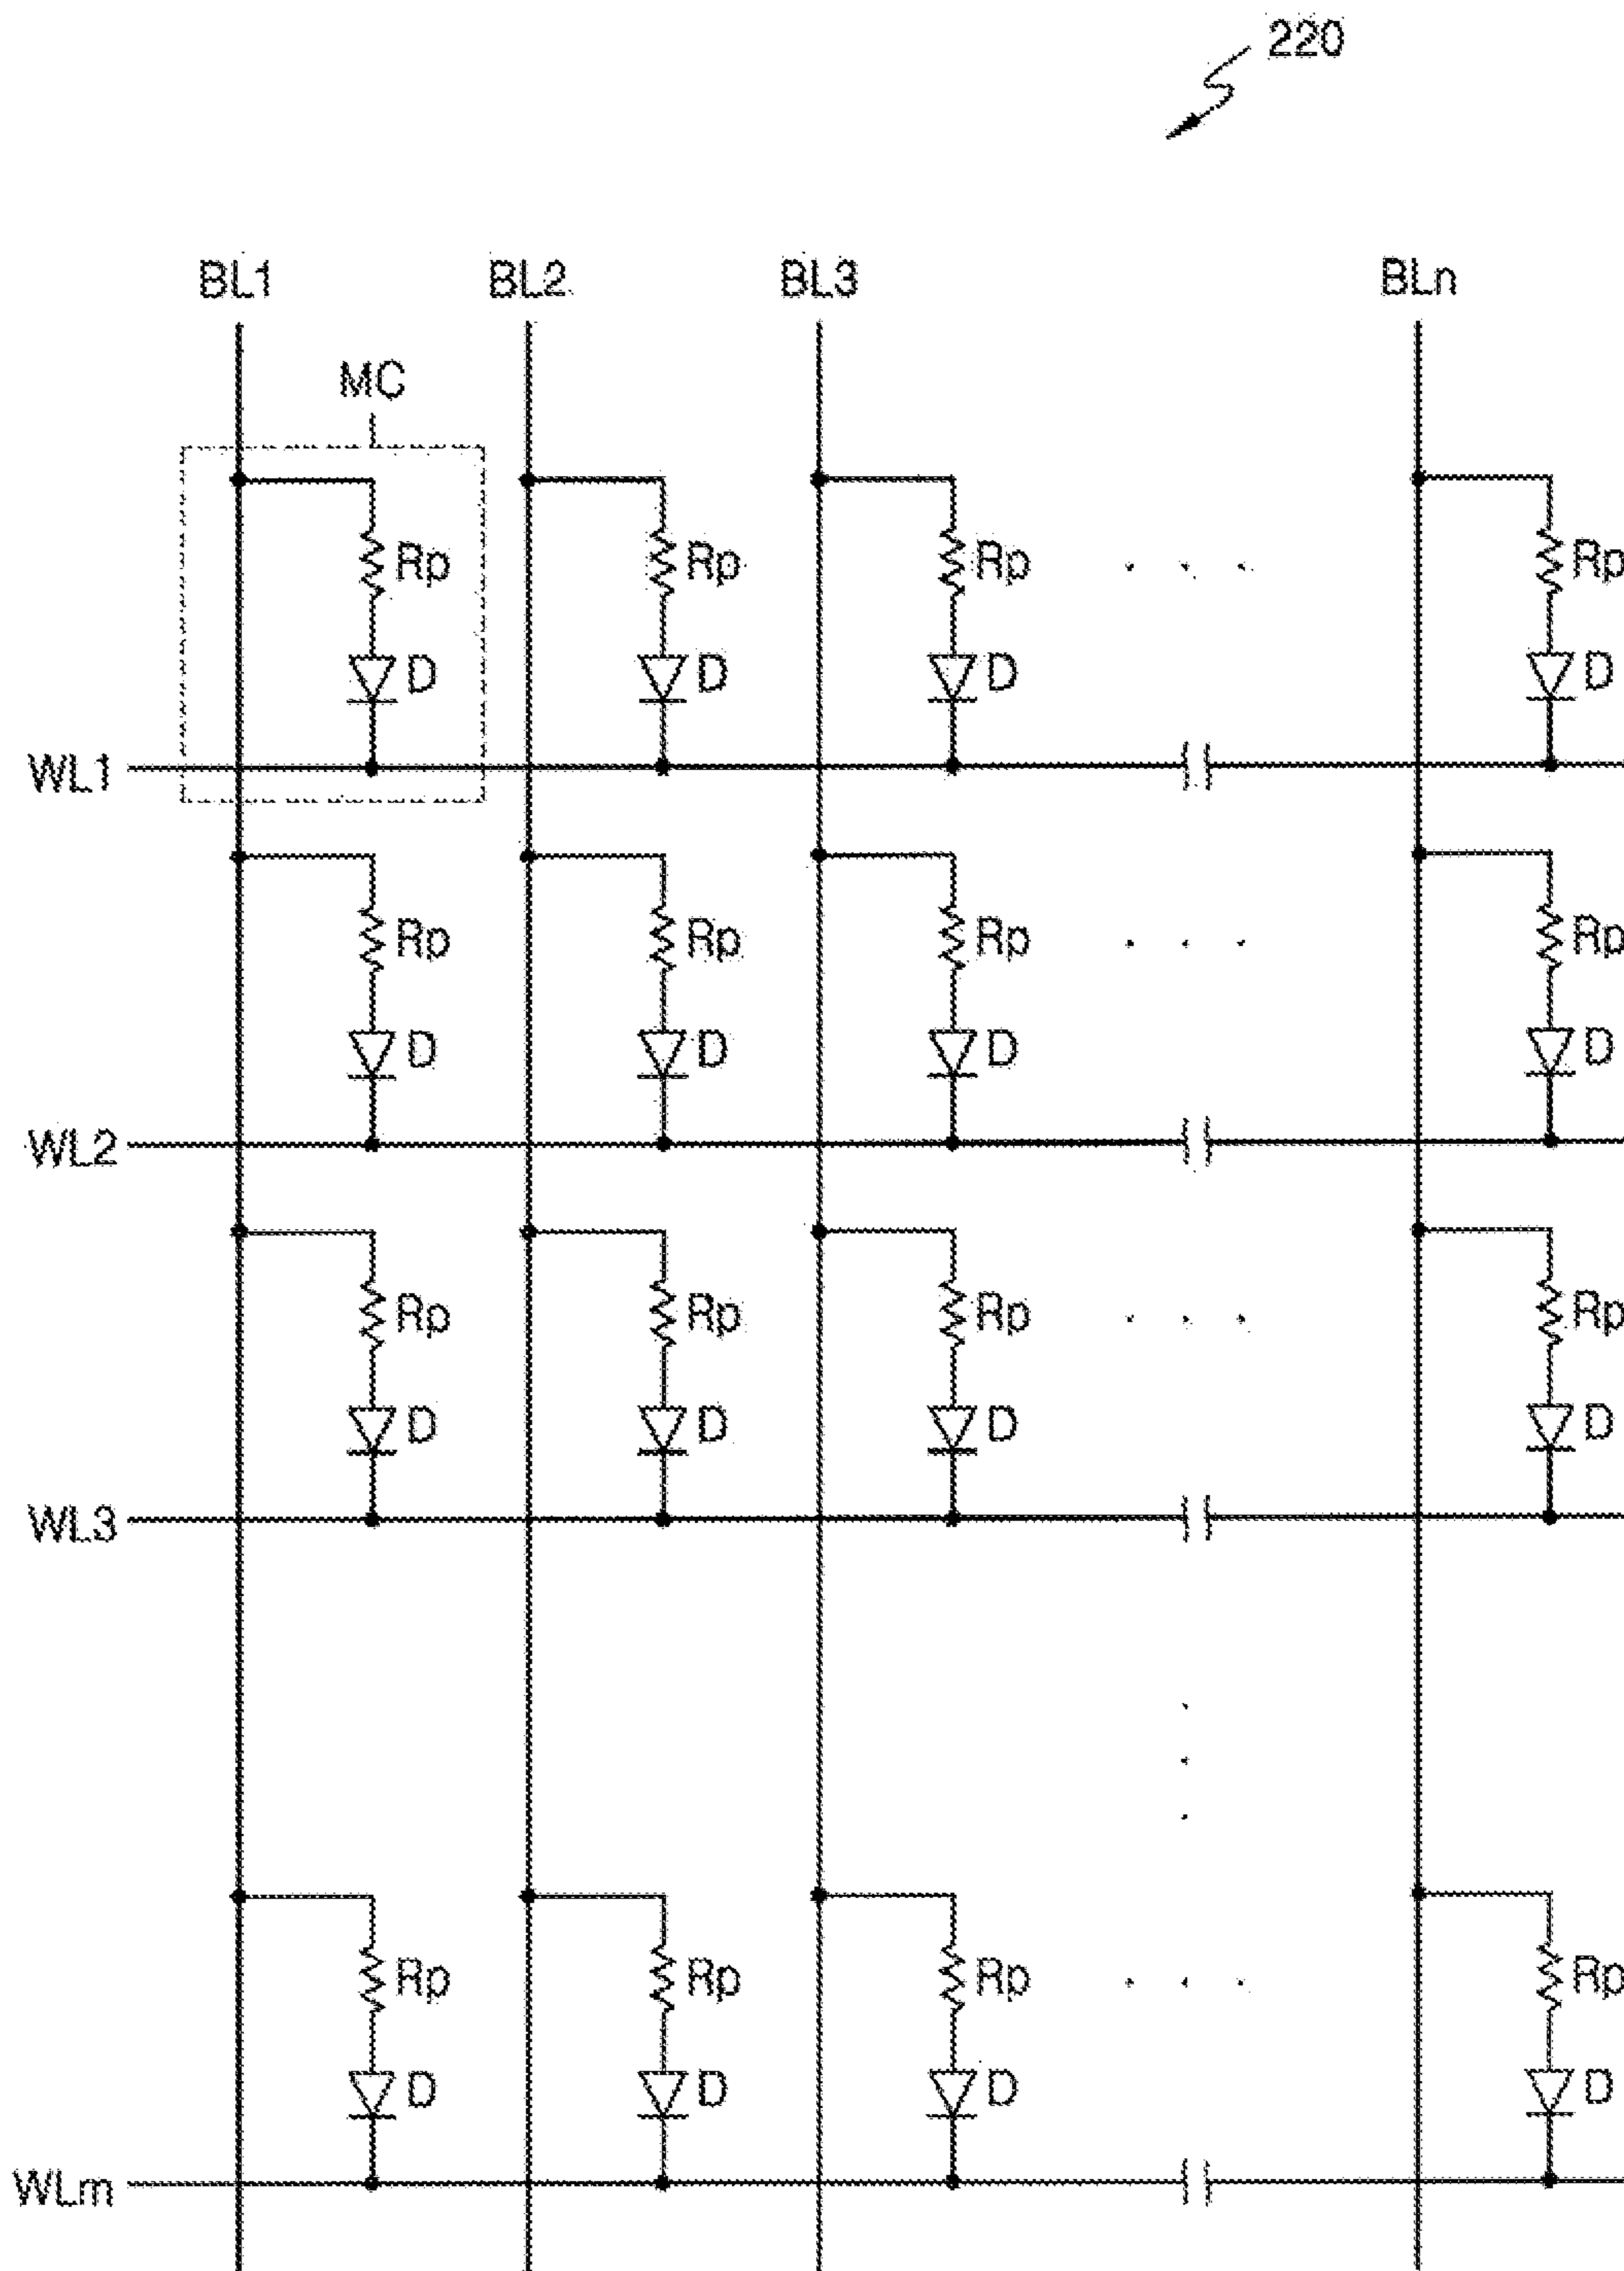 220
BL1 BL2 BL3 BLn
MC
Rp Rp Rp . . . Rp
D D D D
WL1
Rp Rp Rp . . . Rp
D D D D
WL2
Rp Rp Rp . . . Rp
D D D D
WL3
Rp Rp Rp . . . Rp
D D D D
WLm